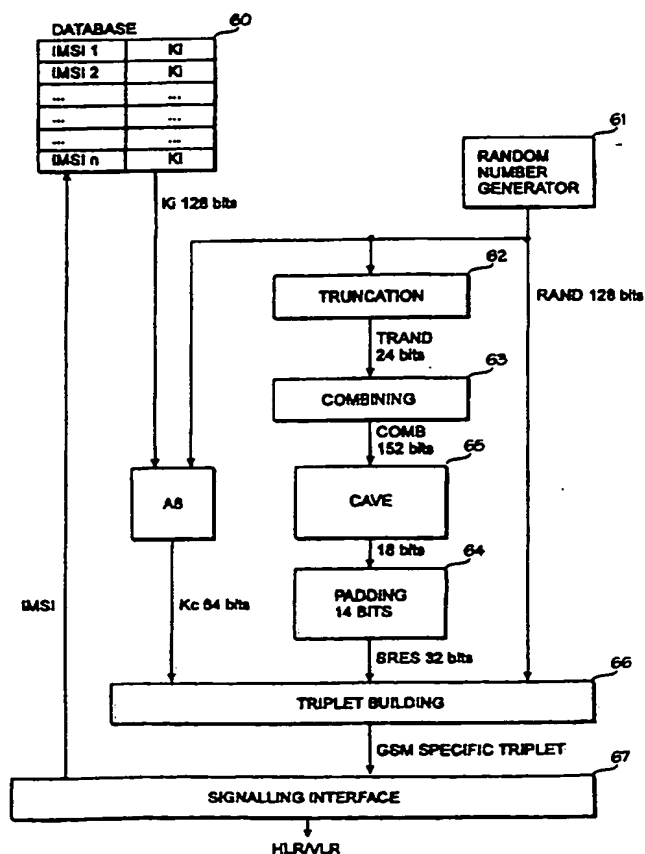 DATABASE
60
IMSI 1 KI
IMSI 2 KI
... ...
... ...
... ...
IMSI n KI
61
RANDOM
NUMBER
GENERATOR
Ki 128 bits
62
TRUNCATION
RAND 128 bits
TRAND
24 bits
63
COMBINING
COMB
152 bits
65
A8
CAVE
18 bits
64
IMSI
Kc 64 bits
PADDING
14 BITS
SRES 32 bits
66
TRIPLET BUILDING
GSM SPECIFIC TRIPLET
67
SIGNALLING INTERFACE
HLR/VLR